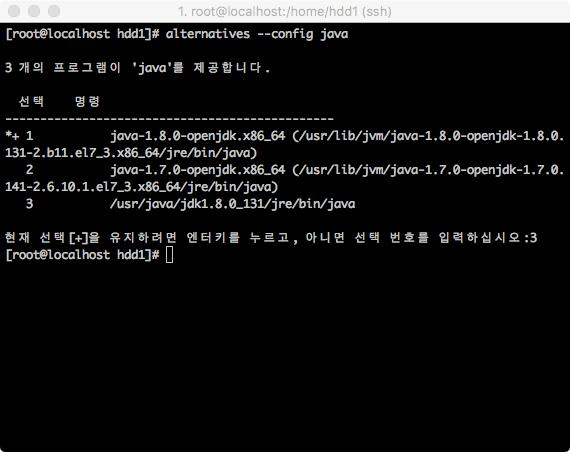 1. root@localhost:/home/hdd1 (ssh)
[root@localhost hdd1]# alternatives --config java
3 개의 프로그램이 'java'를 제공합니다.
선택 명령
-----------------------------------------------
*+ 1 java-1.8.0-openjdk.x86_64 (/usr/lib/jvm/java-1.8.0-openjdk-1.8.0.
131-2.b11.el7_3.x86_64/jre/bin/java)
2 java-1.7.0-openjdk.x86_64 (/usr/lib/jvm/java-1.7.0-openjdk-1.7.0.
141-2.6.10.1.el7_3.x86_64/jre/bin/java)
3 /usr/java/jdk1.8.0_131/jre/bin/java
현재 선택[+]을 유지하려면 엔터키를 누르고, 아니면 선택 번호를 입력하십시오:3
[root@localhost hdd1]#